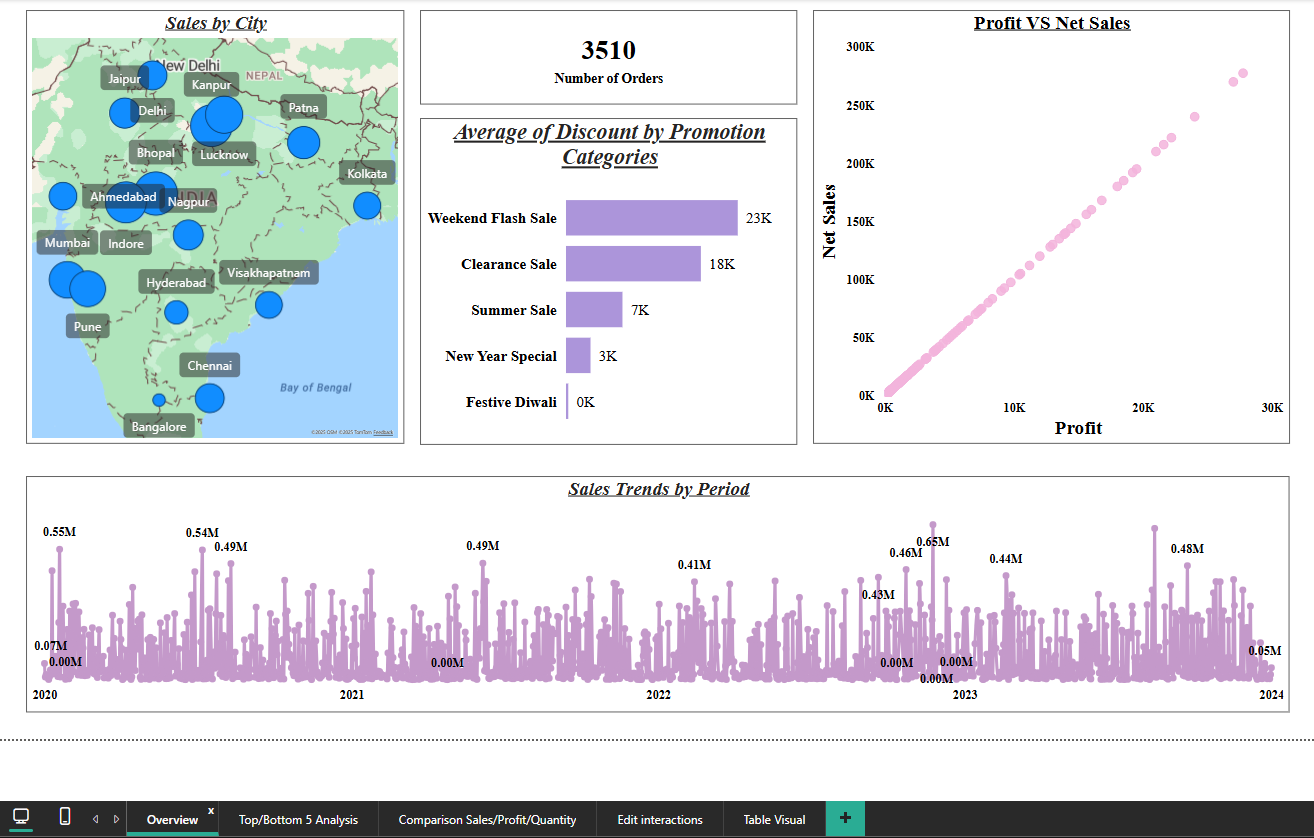 Sales by City
New Delhi
Jaipur
Kanpur
NEPAL
Delhi
Patna
Bhopal
Lucknow
Kolkata
Ahmedabad
INDIA
Nagpur
Mumbai
Indore
Hyderabad
Visakhapatnam
Pune
Chennai
Bay of Bengal
Bangalore
©2025 OSM ©2025 TomTom Feedback
3510
Number of Orders
Average of Discount by Promotion
Categories
Weekend Flash Sale 23K
Clearance Sale 18K
Summer Sale 7K
New Year Special 3K
Festive Diwali 0K
Profit VS Net Sales
300K
250K
200K
150K
100K
50K
0K
Net Sales
0K 10K 20K 30K
Profit
Sales Trends by Period
0.55M
0.54M
0.49M
0.49M
0.41M
0.43M
0.46M
0.65M
0.44M
0.48M
0.07M
0.00M
0.00M
0.00M
0.00M
0.00M
0.05M
2020 2021 2022 2023 2024
Overview x
Top/Bottom 5 Analysis
Comparison Sales/Profit/Quantity
Edit interactions
Table Visual
+